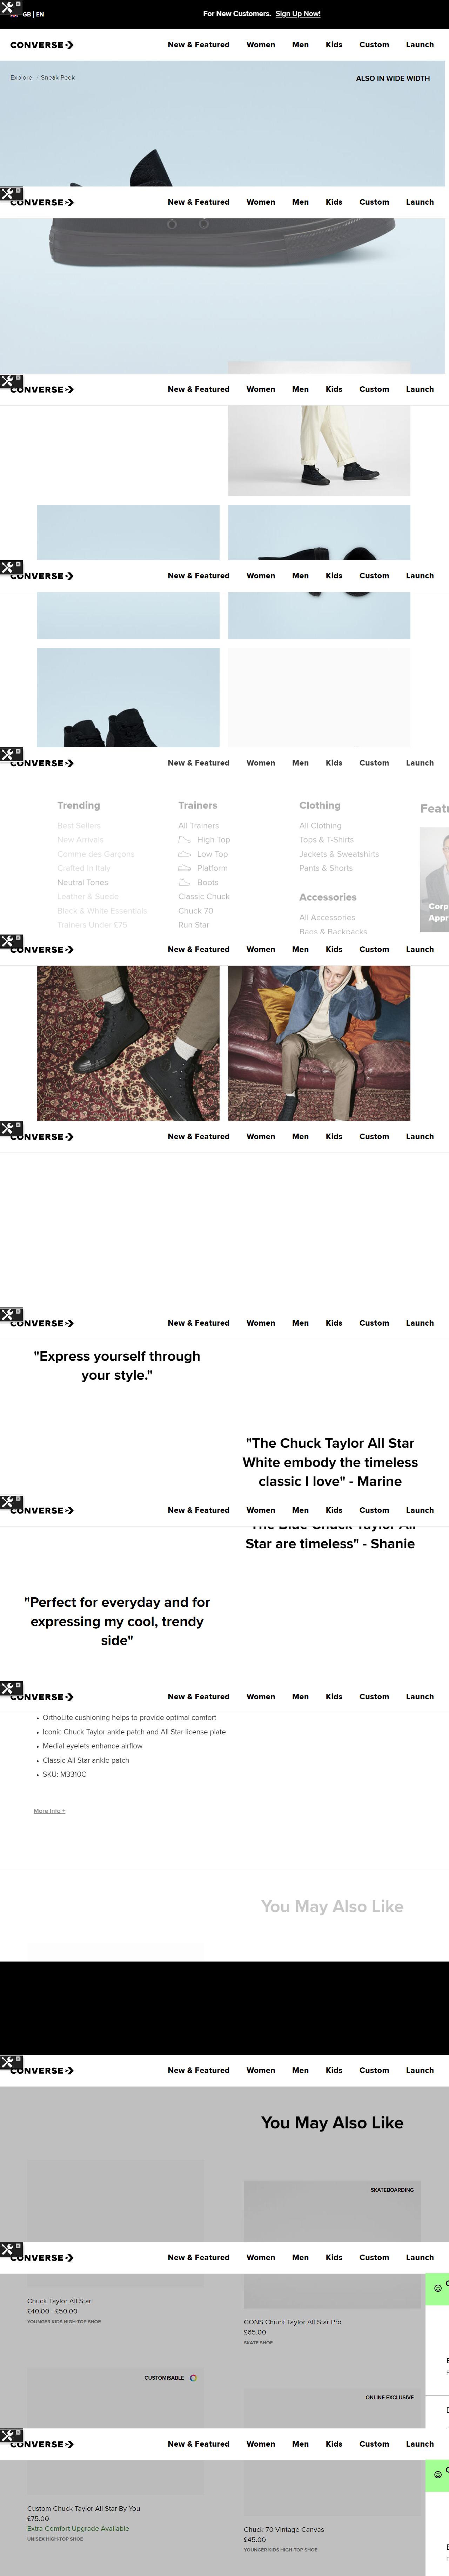 GB | EN
For New Customers. Sign Up Now!
CONVERSE
New & Featured Women Men Kids Custom Launch
Explore / Sneak Peek
ALSO IN WIDE WIDTH
CONVERSE
New & Featured Women Men Kids Custom Launch
CONVERSE
New & Featured Women Men Kids Custom Launch
CONVERSE
New & Featured Women Men Kids Custom Launch
CONVERSE
New & Featured Women Men Kids Custom Launch
Trending
Best Sellers
New Arrivals
Comme des Garçons
Crafted in Italy
Neutral Tones
Leather & Suede
Black & White Essentials
Trainers Under £75
Trainers
All Trainers
High Top
Low Top
Platform
Boots
Classic Chuck
Chuck 70
Run Star
Clothing
All Clothing
Tops & T-Shirts
Jackets & Sweatshirts
Pants & Shorts
Accessories
All Accessories
Bags & Backpacks
Featu
Corp
Appr
CONVERSE
New & Featured Women Men Kids Custom Launch
CONVERSE
New & Featured Women Men Kids Custom Launch
CONVERSE
New & Featured Women Men Kids Custom Launch
"Express yourself through
your style."
"The Chuck Taylor All Star
White embody the timeless
classic I love" - Marine
CONVERSE
New & Featured Women Men Kids Custom Launch
"The Blue Chuck Taylor All
Star are timeless" - Shanie
"Perfect for everyday and for
expressing my cool, trendy
side"
CONVERSE
New & Featured Women Men Kids Custom Launch
• OrthoLite cushioning helps to provide optimal comfort
• Iconic Chuck Taylor ankle patch and All Star license plate
• Medial eyelets enhance airflow
• Classic All Star ankle patch
• SKU: M3310C
More Info +
You May Also Like
CONVERSE
New & Featured Women Men Kids Custom Launch
You May Also Like
SKATEBOARDING
CONVERSE
New & Featured Women Men Kids Custom Launch
Chuck Taylor All Star
£40.00 - £50.00
YOUNGER KIDS HIGH-TOP SHOE
CONS Chuck Taylor All Star Pro
£65.00
SKATE SHOE
CUSTOMISABLE
ONLINE EXCLUSIVE
CONVERSE
New & Featured Women Men Kids Custom Launch
Custom Chuck Taylor All Star By You
£75.00
Extra Comfort Upgrade Available
UNISEX HIGH-TOP SHOE
Chuck 70 Vintage Canvas
£45.00
YOUNGER KIDS HIGH-TOP SHOE